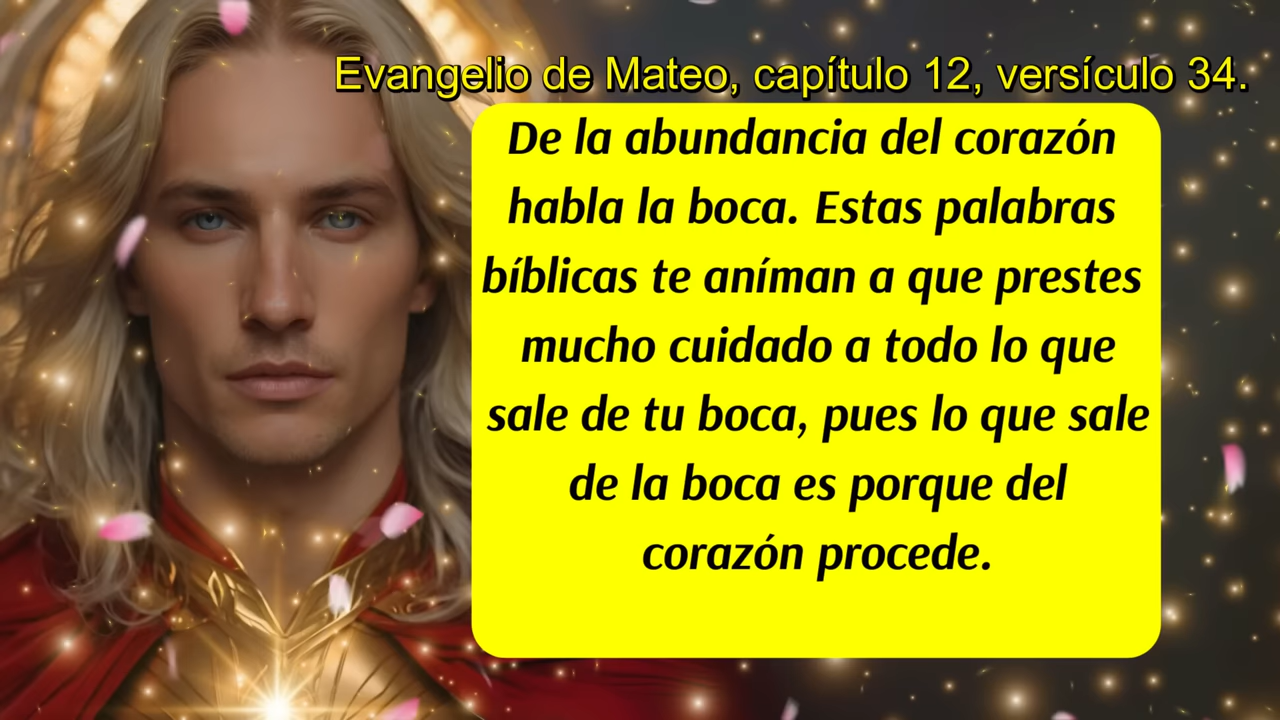 Evangelio de Mateo, capítulo 12, versículo 34.
De la abundancia del corazón
habla la boca. Estas palabras
bíblicas te aníman a que prestes
mucho cuidado a todo lo que
sale de tu boca, pues lo que sale
de la boca es porque del
corazón procede.